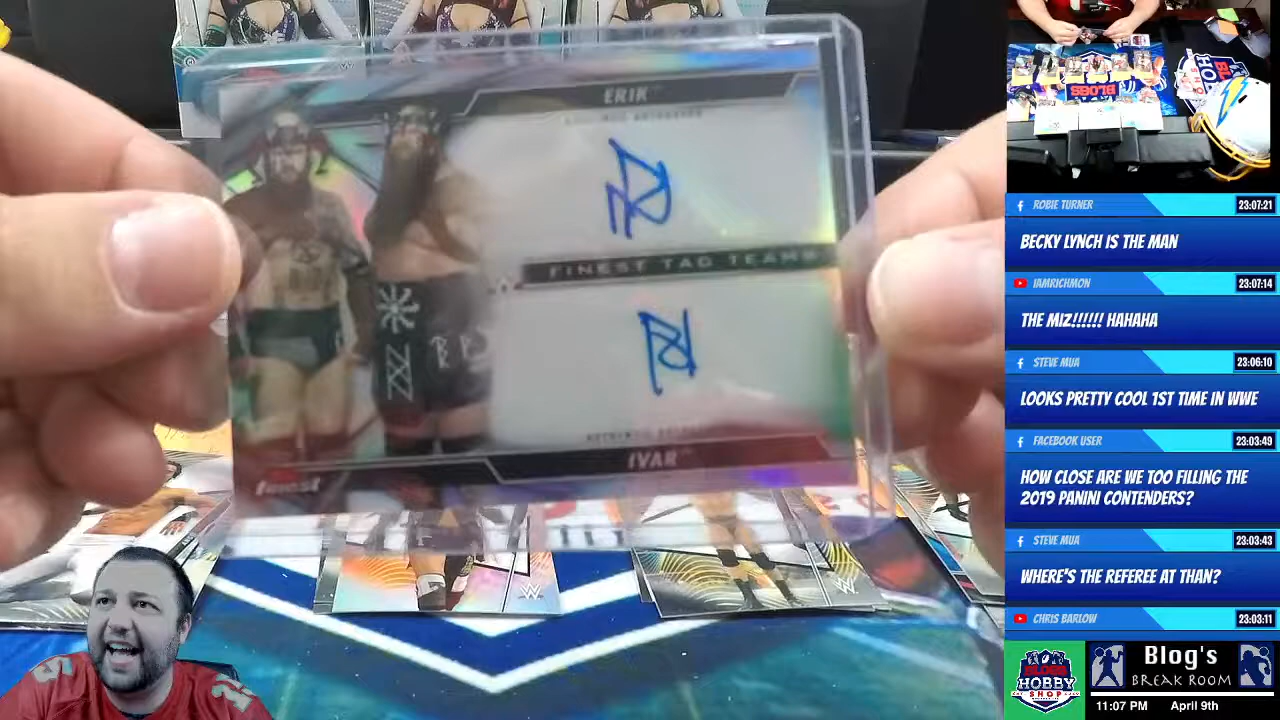 ERIK
FINEST TAG TEAMS
IVAR
finest
ROBIE TURNER
23:07:21
BECKY LYNCH IS THE MAN
IAMRICHMON
23:07:14
THE MIZ!!!!!! HAHAHA
STEVE MUA
23:06:10
LOOKS PRETTY COOL 1ST TIME IN WWE
FACEBOOK USER
23:03:49
HOW CLOSE ARE WE TOO FILLING THE
2019 PANINI CONTENDERS?
STEVE MUA
23:03:43
WHERE'S THE REFEREE AT THAN?
CHRIS BARLOW
23:03:11
BLOGS
HOBBY
SHOP
Blog's
BREAK ROOM
11:07 PM April 9th